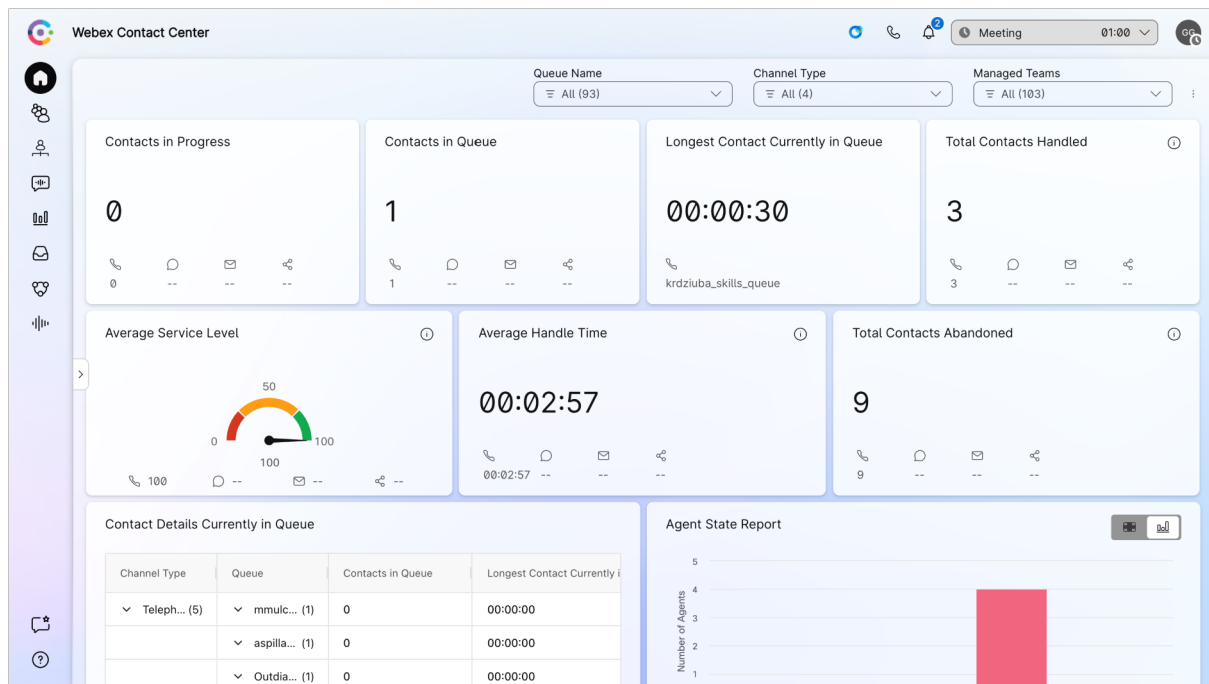 Webex Contact Center
2
Meeting 01:00
GG
Queue Name
All (93)
Channel Type
All (4)
Managed Teams
All (103)
Contacts in Progress
0
0 -- -- --
Contacts in Queue
1
1 -- -- --
Longest Contact Currently in Queue
00:00:30
krdziuba_skills_queue
Total Contacts Handled
3
3 -- -- --
Average Service Level
50
0 100
100
100 -- -- --
Average Handle Time
00:02:57
00:02:57 -- -- --
Total Contacts Abandoned
9
9 -- -- --
Contact Details Currently in Queue
Channel Type Queue Contacts in Queue Longest Contact Currently i
Teleph... (5) mmulc... (1) 0 00:00:00
aspilla... (1) 0 00:00:00
Outdia... (1) 0 00:00:00
Agent State Report
Number of Agents
5
4
3
2
1